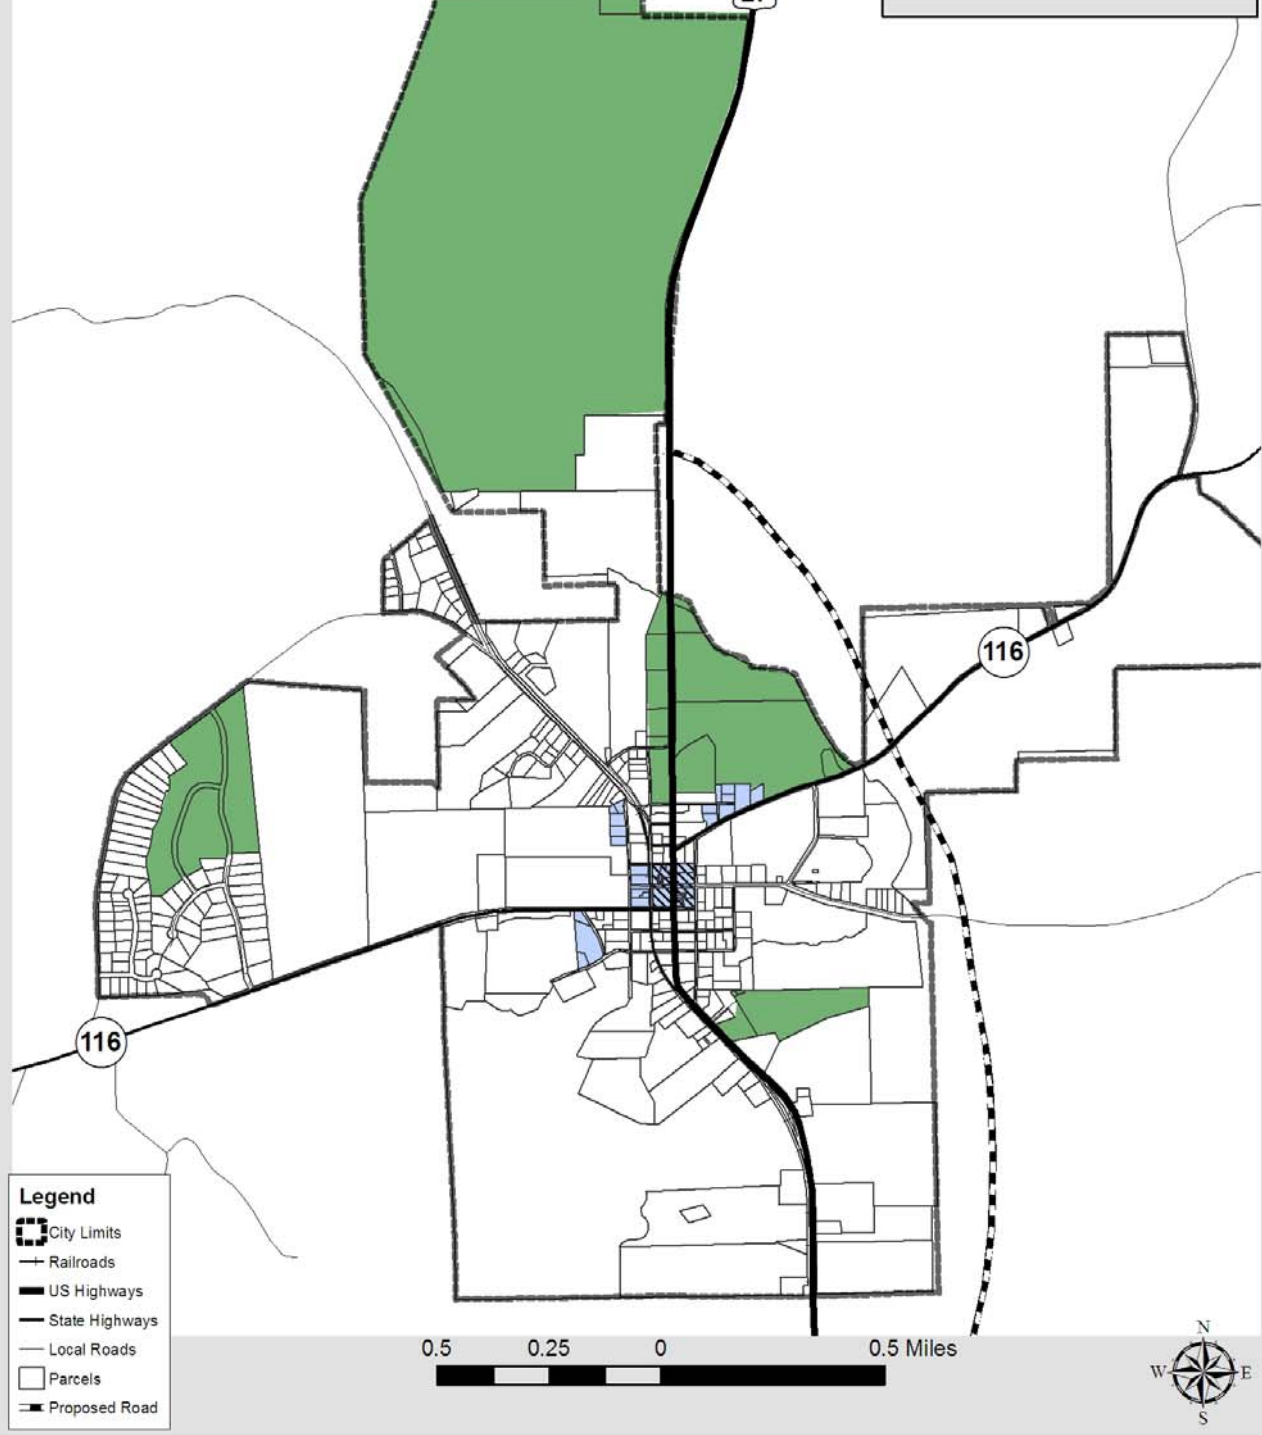 116
116
Legend
City Limits
Railroads
US Highways
State Highways
Local Roads
Parcels
Proposed Road
0.5 0.25 0 0.5 Miles
N
W E
S